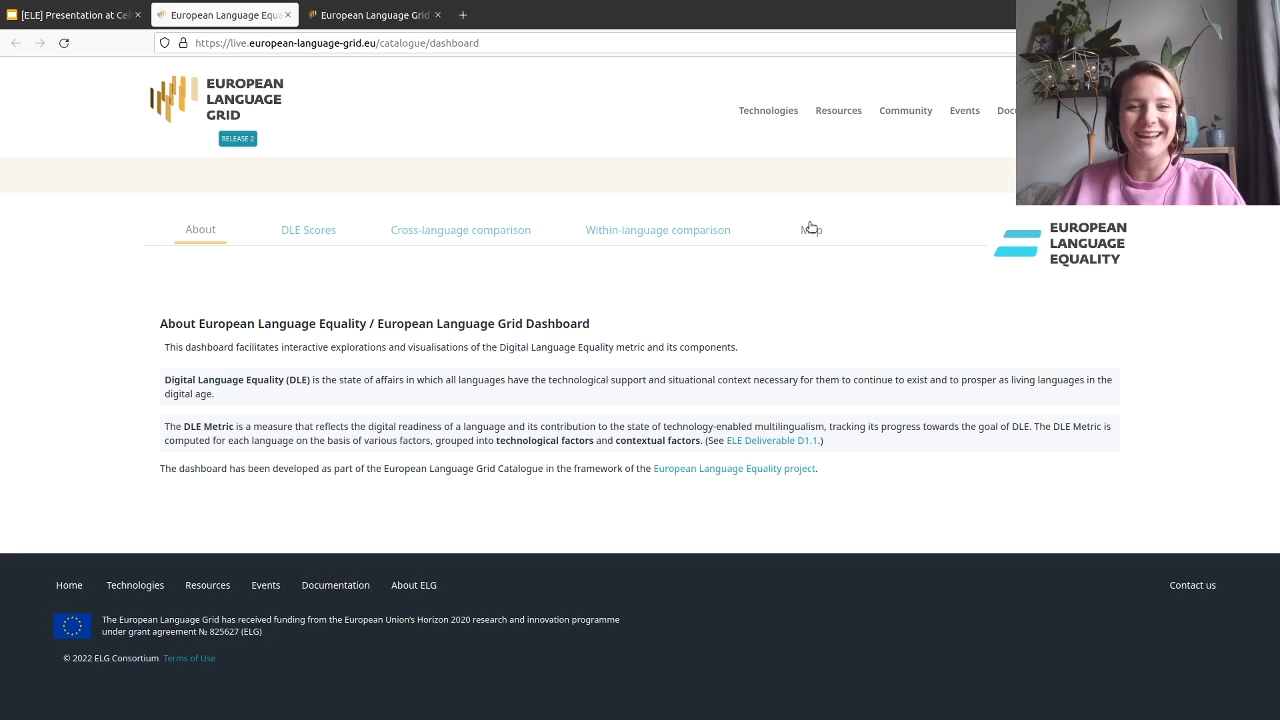 [ELE] Presentation at Cel
European Language Equa
European Language Grid
https://live.european-language-grid.eu/catalogue/dashboard
EUROPEAN
LANGUAGE
GRID
RELEASE 2
Technologies Resources Community Events Docu
About DLE Scores Cross-language comparison Within-language comparison Map
EUROPEAN
LANGUAGE
EQUALITY
About European Language Equality / European Language Grid Dashboard
This dashboard facilitates interactive explorations and visualisations of the Digital Language Equality metric and its components.
Digital Language Equality (DLE) is the state of affairs in which all languages have the technological support and situational context necessary for them to continue to exist and to prosper as living languages in the
digital age.
The DLE Metric is a measure that reflects the digital readiness of a language and its contribution to the state of technology-enabled multilingualism, tracking its progress towards the goal of DLE. The DLE Metric is
computed for each language on the basis of various factors, grouped into technological factors and contextual factors. (See ELE Deliverable D1.1.)
The dashboard has been developed as part of the European Language Grid Catalogue in the framework of the European Language Equality project.
Home Technologies Resources Events Documentation About ELG Contact us
The European Language Grid has received funding from the European Union's Horizon 2020 research and innovation programme
under grant agreement № 825627 (ELG)
© 2022 ELG Consortium Terms of Use